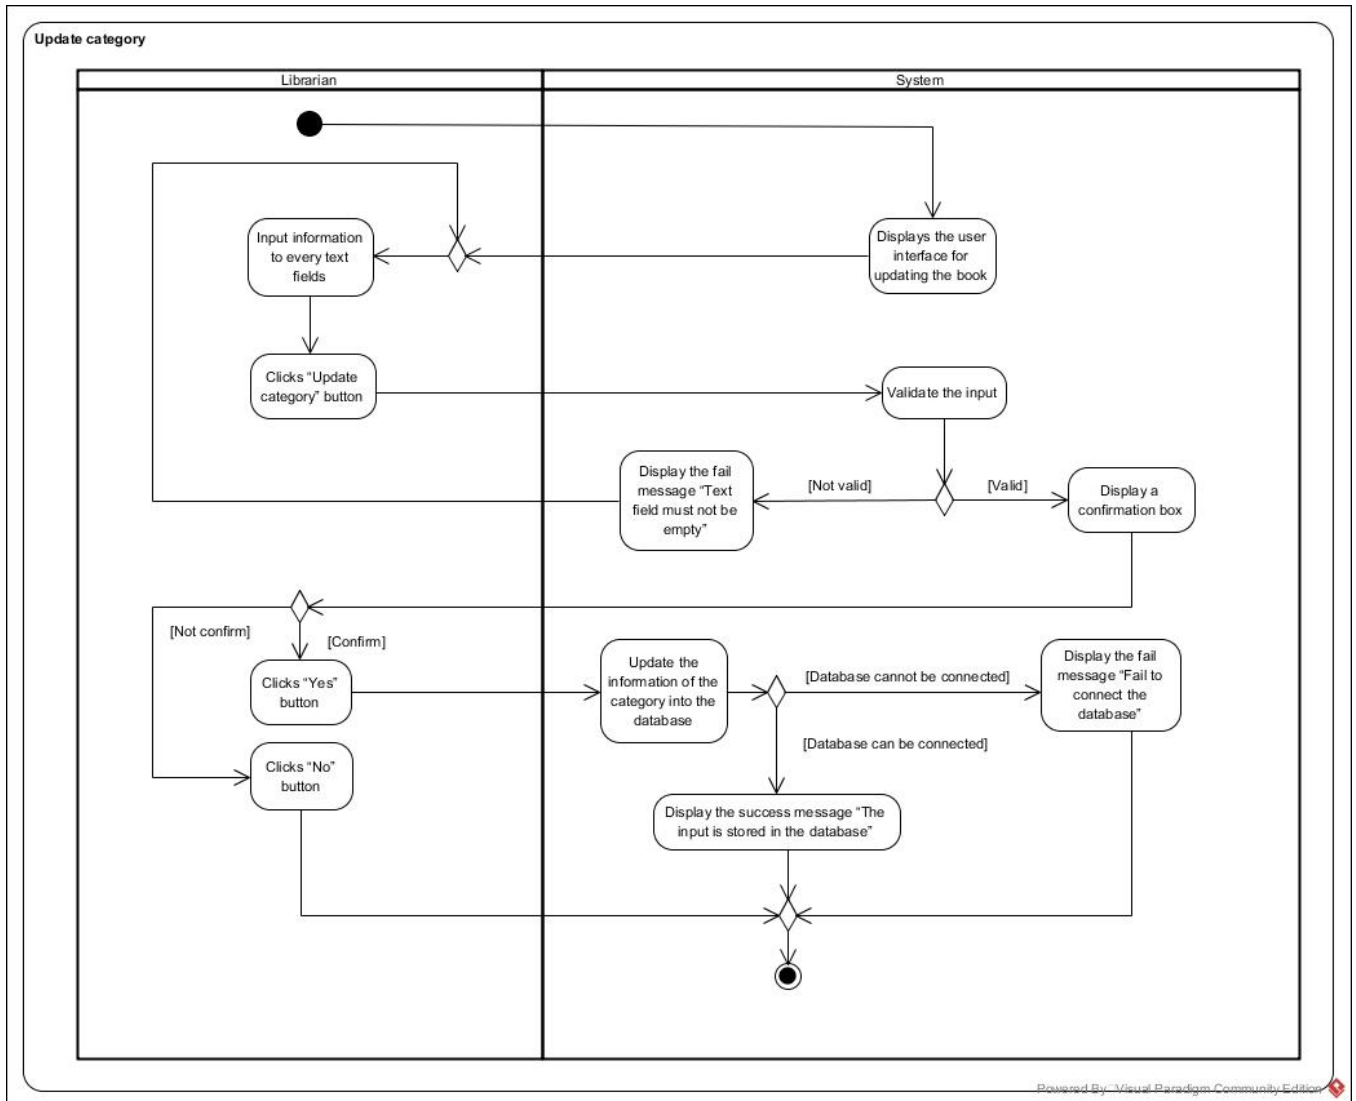 Update category
Librarian
System
Input information
to every text
fields
Displays the user
interface for
updating the book
Clicks “Update
category” button
Validate the input
Display the fail
message “Text
field must not be
empty”
[Not valid]
[Valid]
Display a
confirmation box
[Not confirm]
[Confirm]
Clicks “Yes”
button
Update the
information of the
category into the
database
[Database cannot be connected]
Display the fail
message “Fail to
connect the
database”
[Database can be connected]
Clicks “No”
button
Display the success message “The
input is stored in the database”
Powered By Visual Paradigm Community Edition